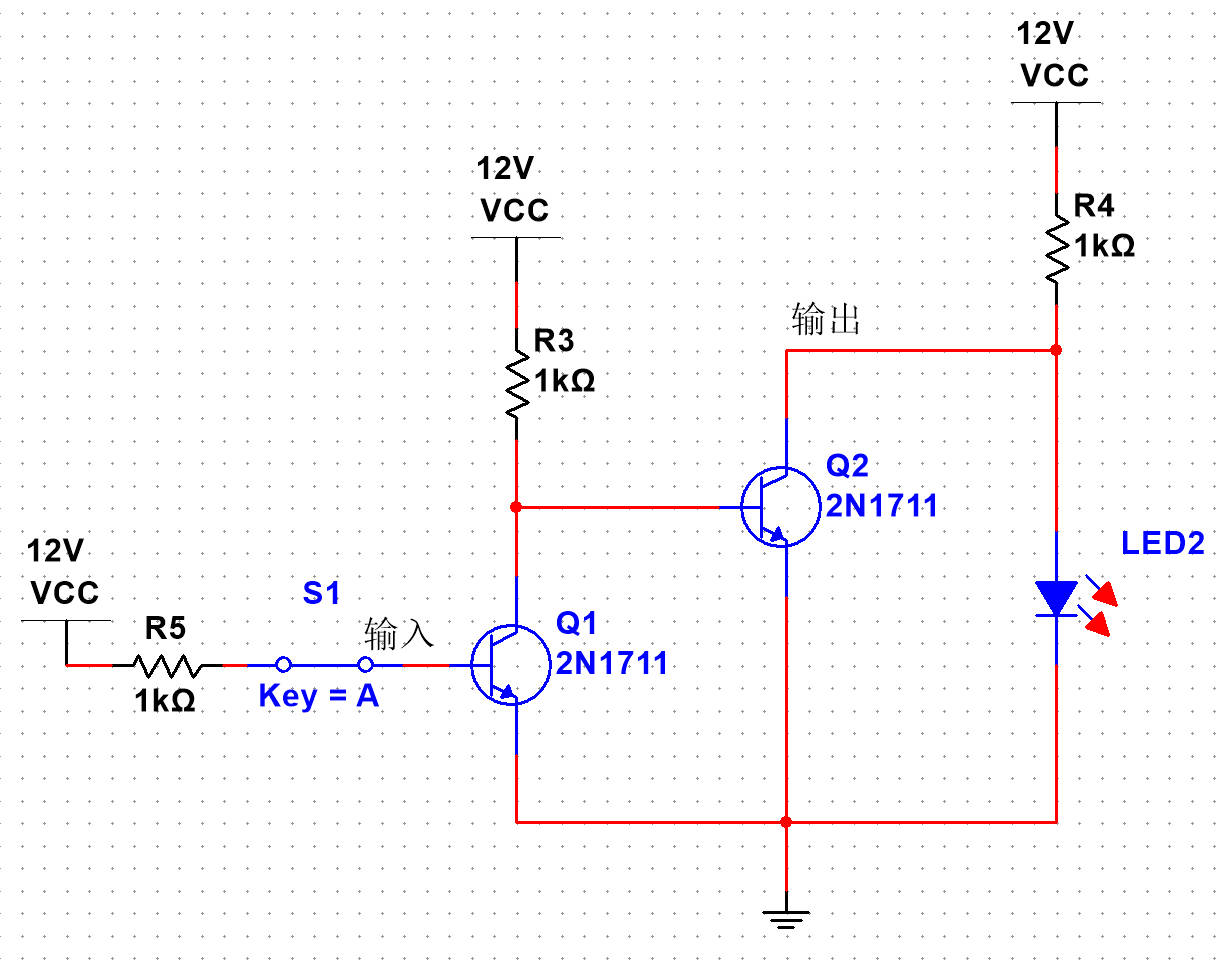 12V
VCC
R4
1kΩ
12V
VCC
R3
1kΩ
输出
Q2
2N1711
LED2
12V
VCC
R5
1kΩ
S1
Key = A
输入
Q1
2N1711